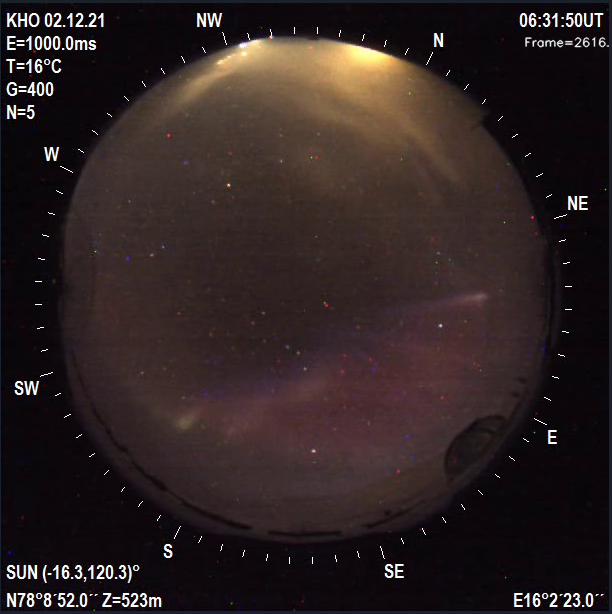 KHO 02.12.21
E=1000.0ms
T=16°C
G=400
N=5
06:31:50UT
Frame=2616.
NW
N
W
NE
SW
E
S
SE
SUN (-16.3,120.3)°
N78°8´52.0´´ Z=523m
E16°2´23.0´´